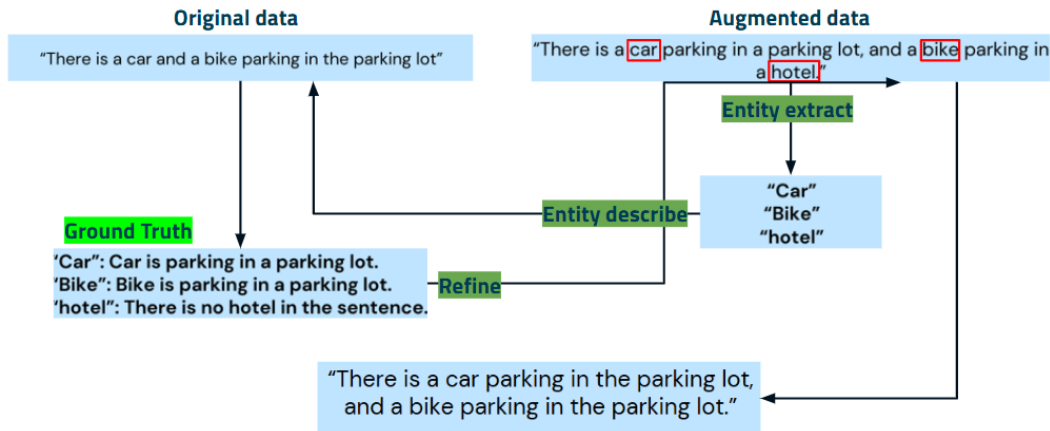 Original data
Augmented data
“There is a car and a bike parking in the parking lot”
“There is a car parking in a parking lot, and a bike parking in
a hotel.”
Entity extract
“Car”
“Bike”
“hotel”
Entity describe
Ground Truth
‘Car”: Car is parking in a parking lot.
‘Bike”: Bike is parking in a parking lot.
‘hotel”: There is no hotel in the sentence.
Refine
“There is a car parking in the parking lot,
and a bike parking in the parking lot.”